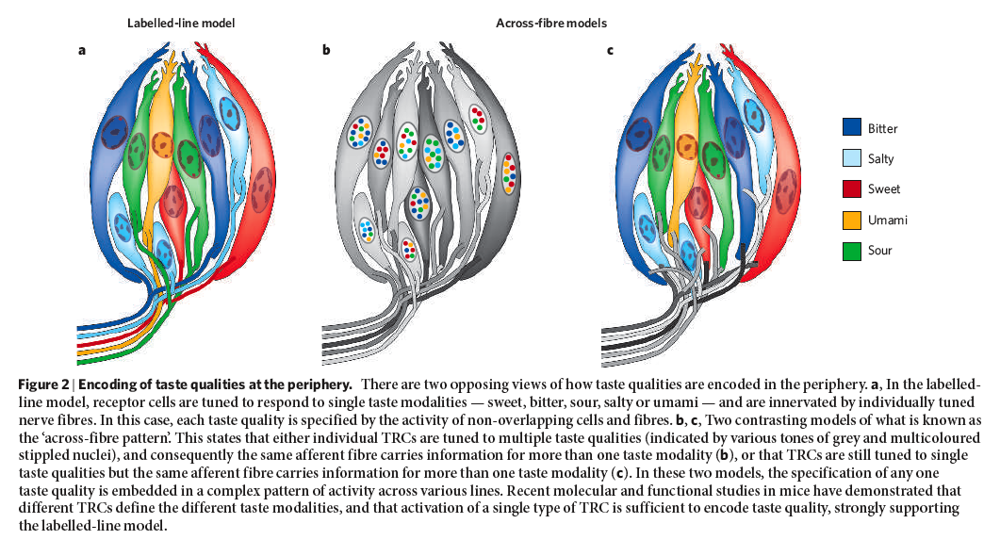 Labelled-line model
Across-fibre models
a
b
c
Bitter
Salty
Sweet
Umami
Sour
Figure 2 | Encoding of taste qualities at the periphery. There are two opposing views of how taste qualities are encoded in the periphery. a, In the labelled-
line model, receptor cells are tuned to respond to single taste modalities — sweet, bitter, sour, salty or umami — and are innervated by individually tuned
nerve fibres. In this case, each taste quality is specified by the activity of non-overlapping cells and fibres. b, c, Two contrasting models of what is known as
the ‘across-fibre pattern’. This states that either individual TRCs are tuned to multiple taste qualities (indicated by various tones of grey and multicoloured
stippled nuclei), and consequently the same afferent fibre carries information for more than one taste modality (b), or that TRCs are still tuned to single
taste qualities but the same afferent fibre carries information for more than one taste modality (c). In these two models, the specification of any one
taste quality is embedded in a complex pattern of activity across various lines. Recent molecular and functional studies in mice have demonstrated that
different TRCs define the different taste modalities, and that activation of a single type of TRC is sufficient to encode taste quality, strongly supporting
the labelled-line model.